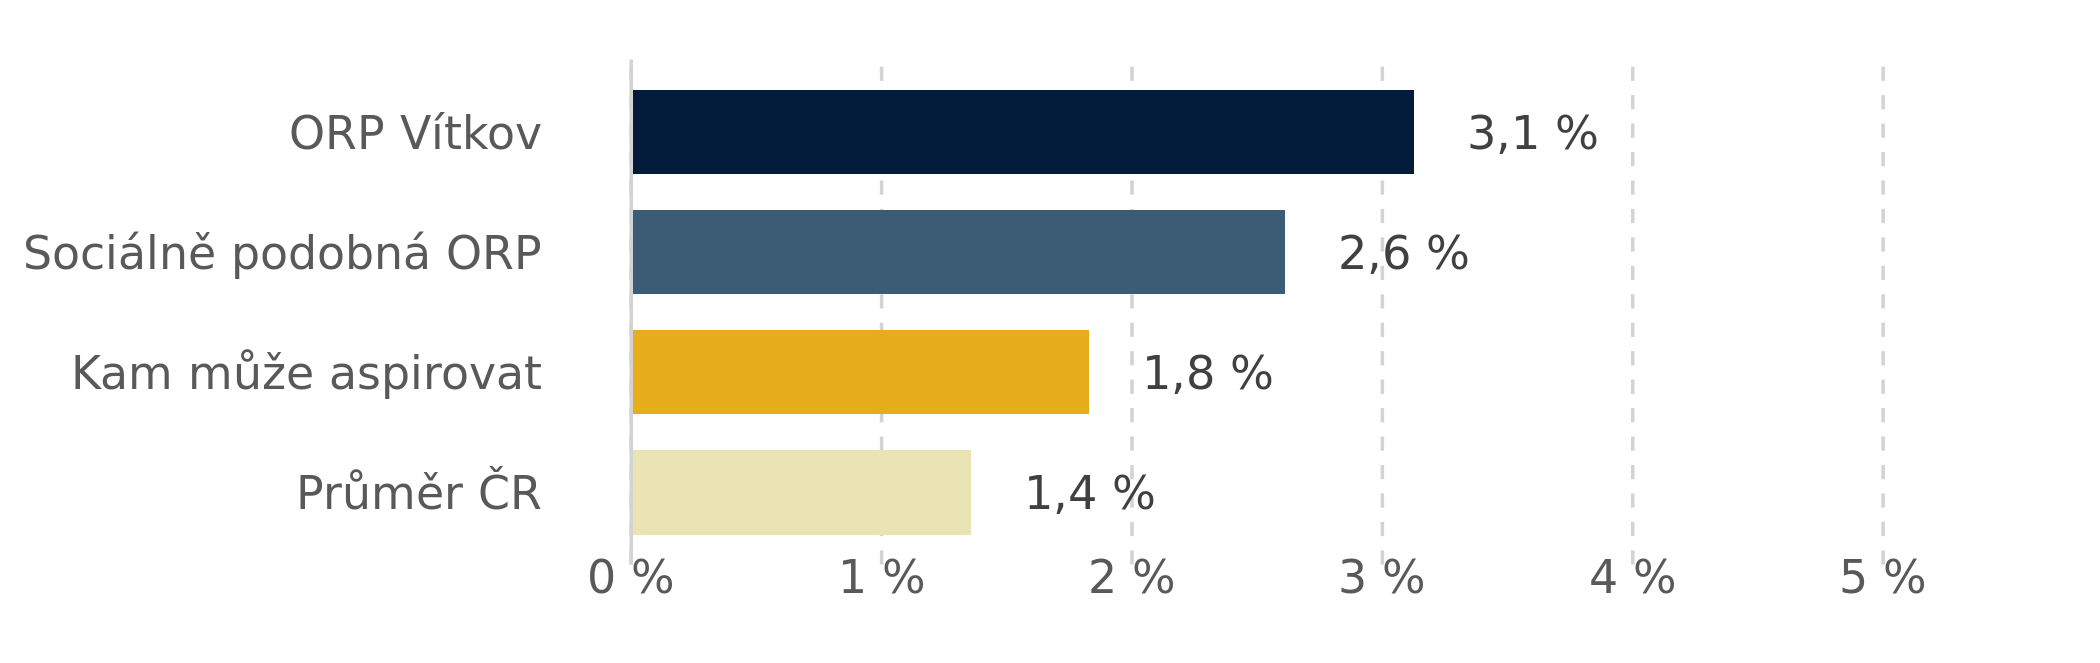 ORP Vítkov 3,1 %
Sociálně podobná ORP 2,6 %
Kam může aspirovat 1,8 %
Průměr ČR 1,4 %
0 % 1 % 2 % 3 % 4 % 5 %